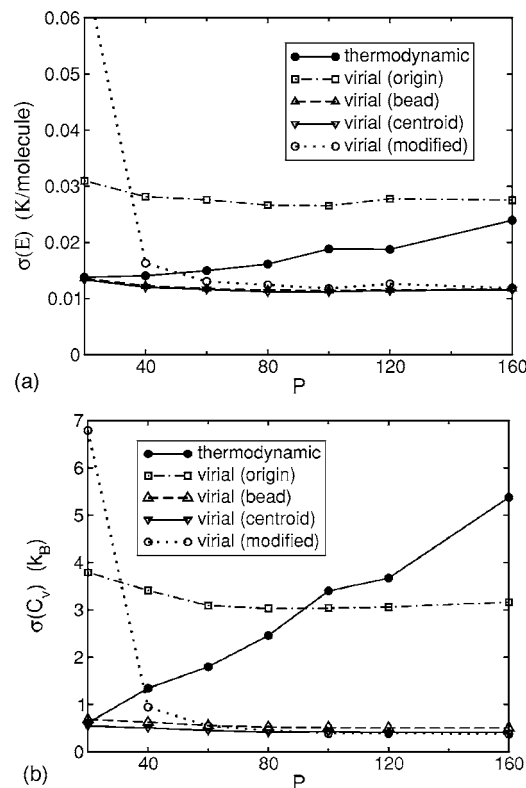 0.06
0.05
0.04
0.03
0.02
0.01
0
σ(E) (K/molecule)
thermodynamic
virial (origin)
virial (bead)
virial (centroid)
virial (modified)
40
80
120
160
P
(a)
7
6
5
4
3
2
1
0
σ(Cv) (kB)
thermodynamic
virial (origin)
virial (bead)
virial (centroid)
virial (modified)
40
80
120
160
P
(b)